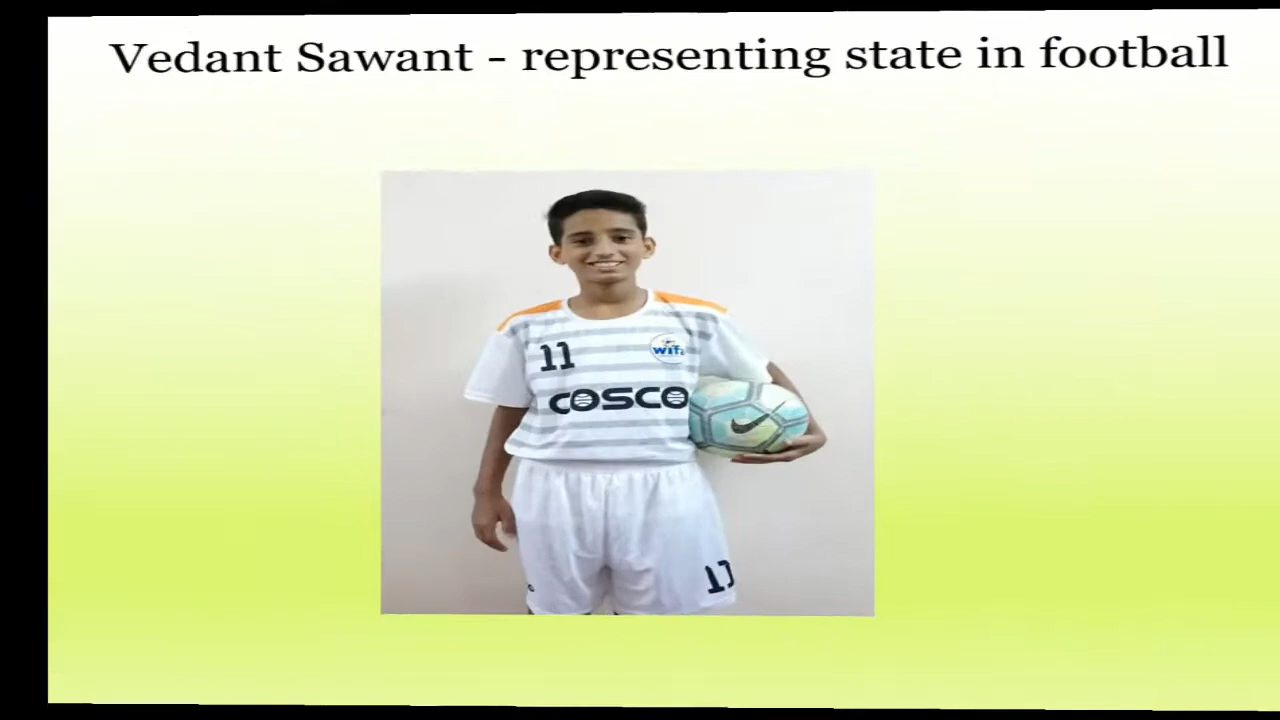 Vedant Sawant - representing state in football
11
WIFA
COSCO
11